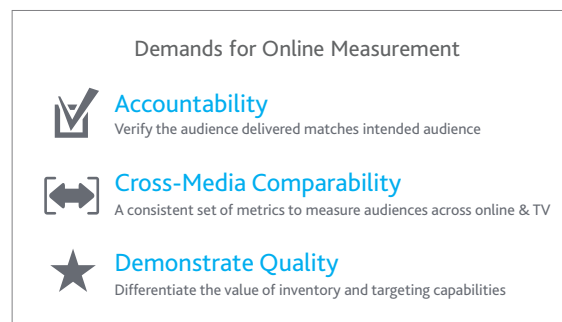 Demands for Online Measurement
Accountability
Verify the audience delivered matches intended audience
Cross-Media Comparability
A consistent set of metrics to measure audiences across online & TV
Demonstrate Quality
Differentiate the value of inventory and targeting capabilities